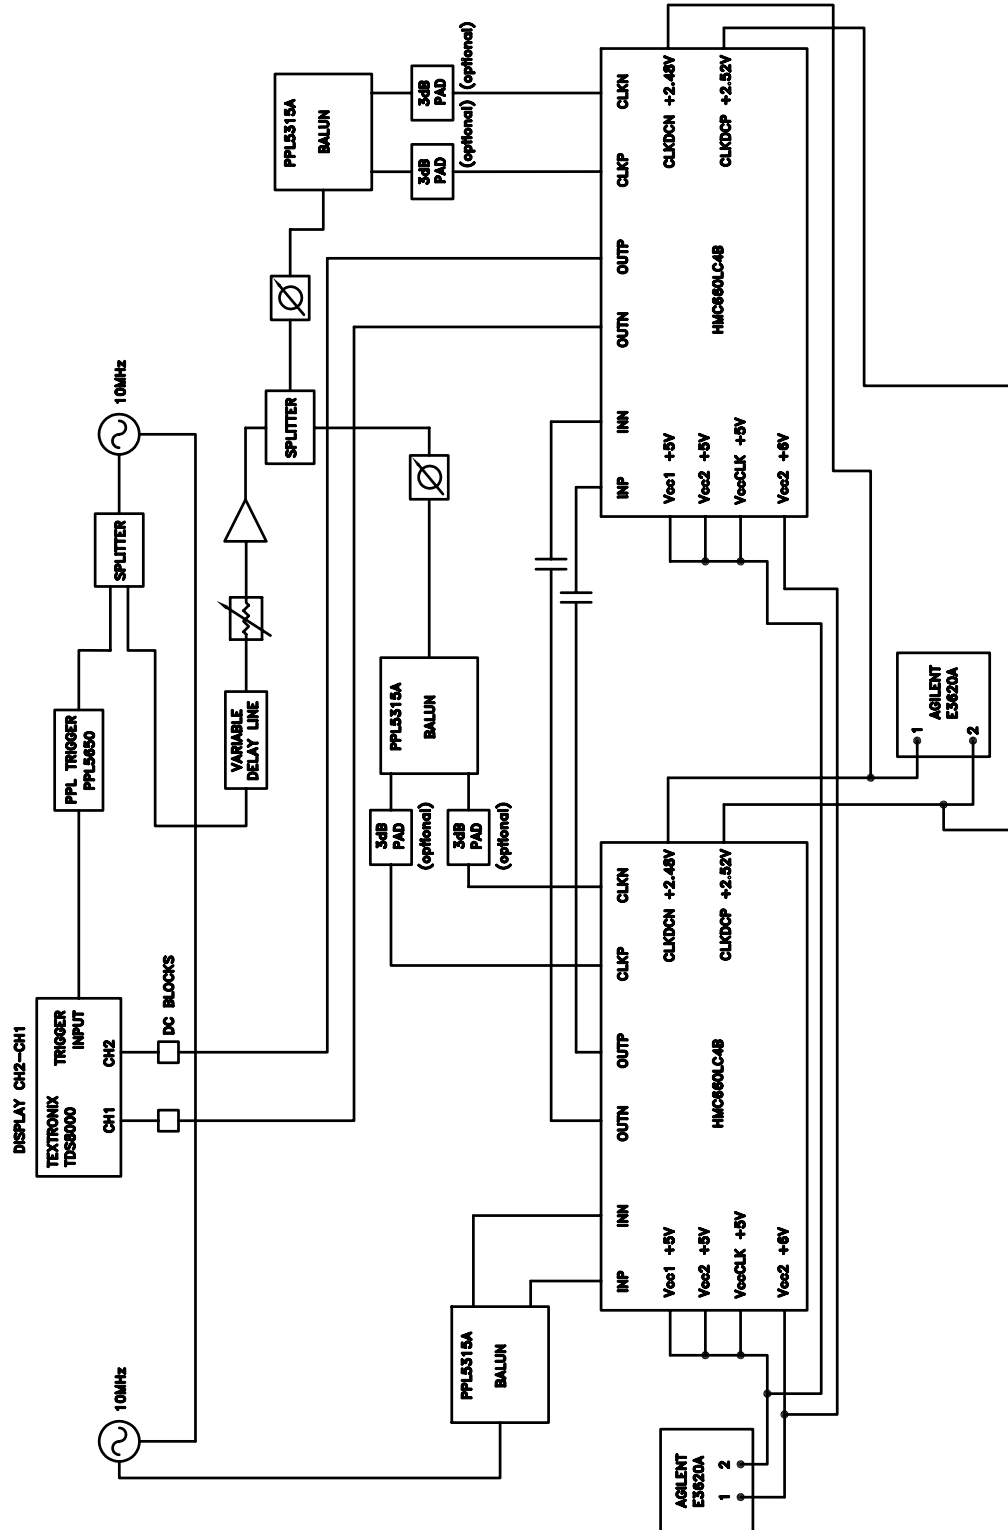 DISPLAY CH2-CH1
TEXTRONIX
TDS8000
TRIGGER
INPUT
CH1
CH2
DC BLOCKS
PPL TRIGGER
PPL5650
SPLITTER
10MHz
10MHz
VARIABLE
DELAY LINE
SPLITTER
PPL5315A
BALUN
3dB
PAD
(optional)
3dB
PAD
(optional)
PPL5315A
BALUN
3dB
PAD
(optional)
3dB
PAD
(optional)
PPL5315A
BALUN
INP
INN
OUTN
OUTP
CLKP
CLKN
Vcc1 +5V
Vcc2 +5V
VccCLK +5V
Vcc2 +6V
HMC660LC4B
CLKDCN +2.48V
CLKDCP +2.52V
INP
INN
OUTN
OUTP
CLKP
CLKN
Vcc1 +5V
Vcc2 +5V
VccCLK +5V
Vcc2 +6V
HMC660LC4B
CLKDCN +2.48V
CLKDCP +2.52V
AGILENT
E3620A
1
2
AGILENT
E3620A
1
2